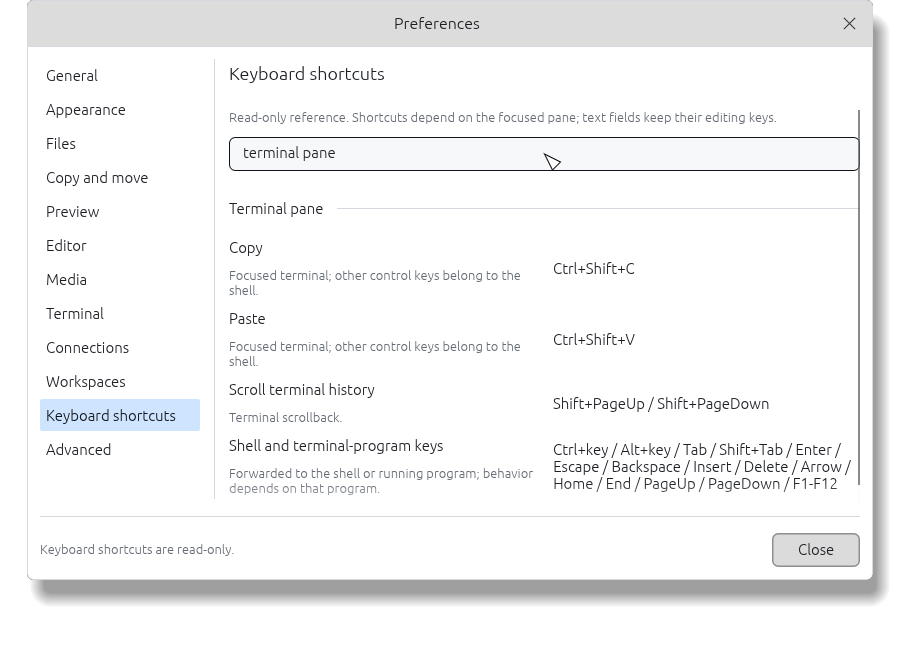 Preferences
General
Appearance
Files
Copy and move
Preview
Editor
Media
Terminal
Connections
Workspaces
Keyboard shortcuts
Advanced
Keyboard shortcuts
Read-only reference. Shortcuts depend on the focused pane; text fields keep their editing keys.
terminal pane
Terminal pane
Copy
Focused terminal; other control keys belong to the
shell.
Ctrl+Shift+C
Paste
Focused terminal; other control keys belong to the
shell.
Ctrl+Shift+V
Scroll terminal history
Terminal scrollback.
Shift+PageUp / Shift+PageDown
Shell and terminal-program keys
Forwarded to the shell or running program; behavior
depends on that program.
Ctrl+key / Alt+key / Tab / Shift+Tab / Enter /
Escape / Backspace / Insert / Delete / Arrow /
Home / End / PageUp / PageDown / F1-F12
Keyboard shortcuts are read-only.
Close